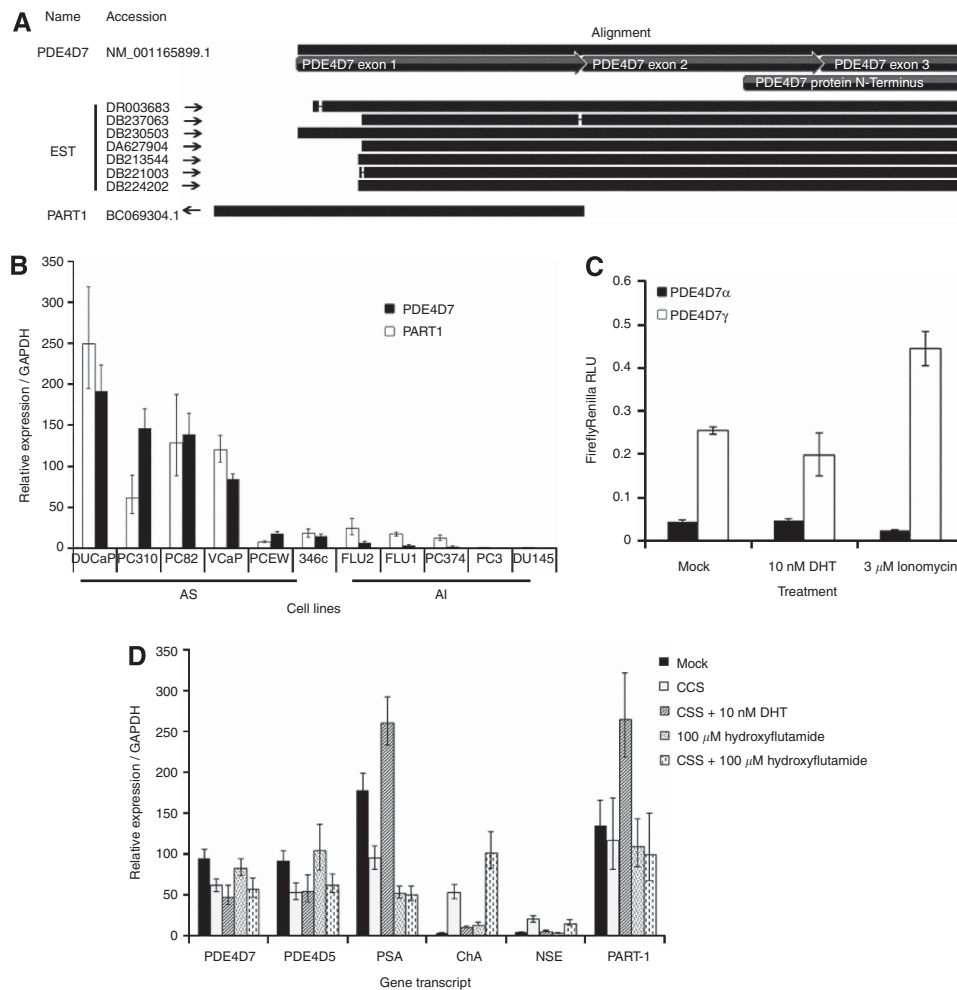 A
Name Accession
Alignment
PDE4D7 NM_001165899.1
PDE4D7 exon 1 PDE4D7 exon 2 PDE4D7 exon 3
PDE4D7 protein N-Terminus
EST
DR003683
DB237063
DB230503
DA627904
DB213544
DB221003
DB224202
PART1 BC069304.1
B
Relative expression / GAPDH
350
300
250
200
150
100
50
0
PDE4D7
PART1
DUCaP PC310 PC82 VCaP PCEW 346c FLU2 FLU1 PC374 PC3 DU145
AS AI
Cell lines
C
FireflyRenilla RLU
0.6
0.5
0.4
0.3
0.2
0.1
0
PDE4D7α
PDE4D7γ
Mock 10 nM DHT 3 μM Ionomycin
Treatment
D
Relative expression / GAPDH
350
300
250
200
150
100
50
0
Mock
CCS
CSS + 10 nM DHT
100 μM hydroxyflutamide
CSS + 100 μM hydroxyflutamide
PDE4D7 PDE4D5 PSA ChA NSE PART-1
Gene transcript